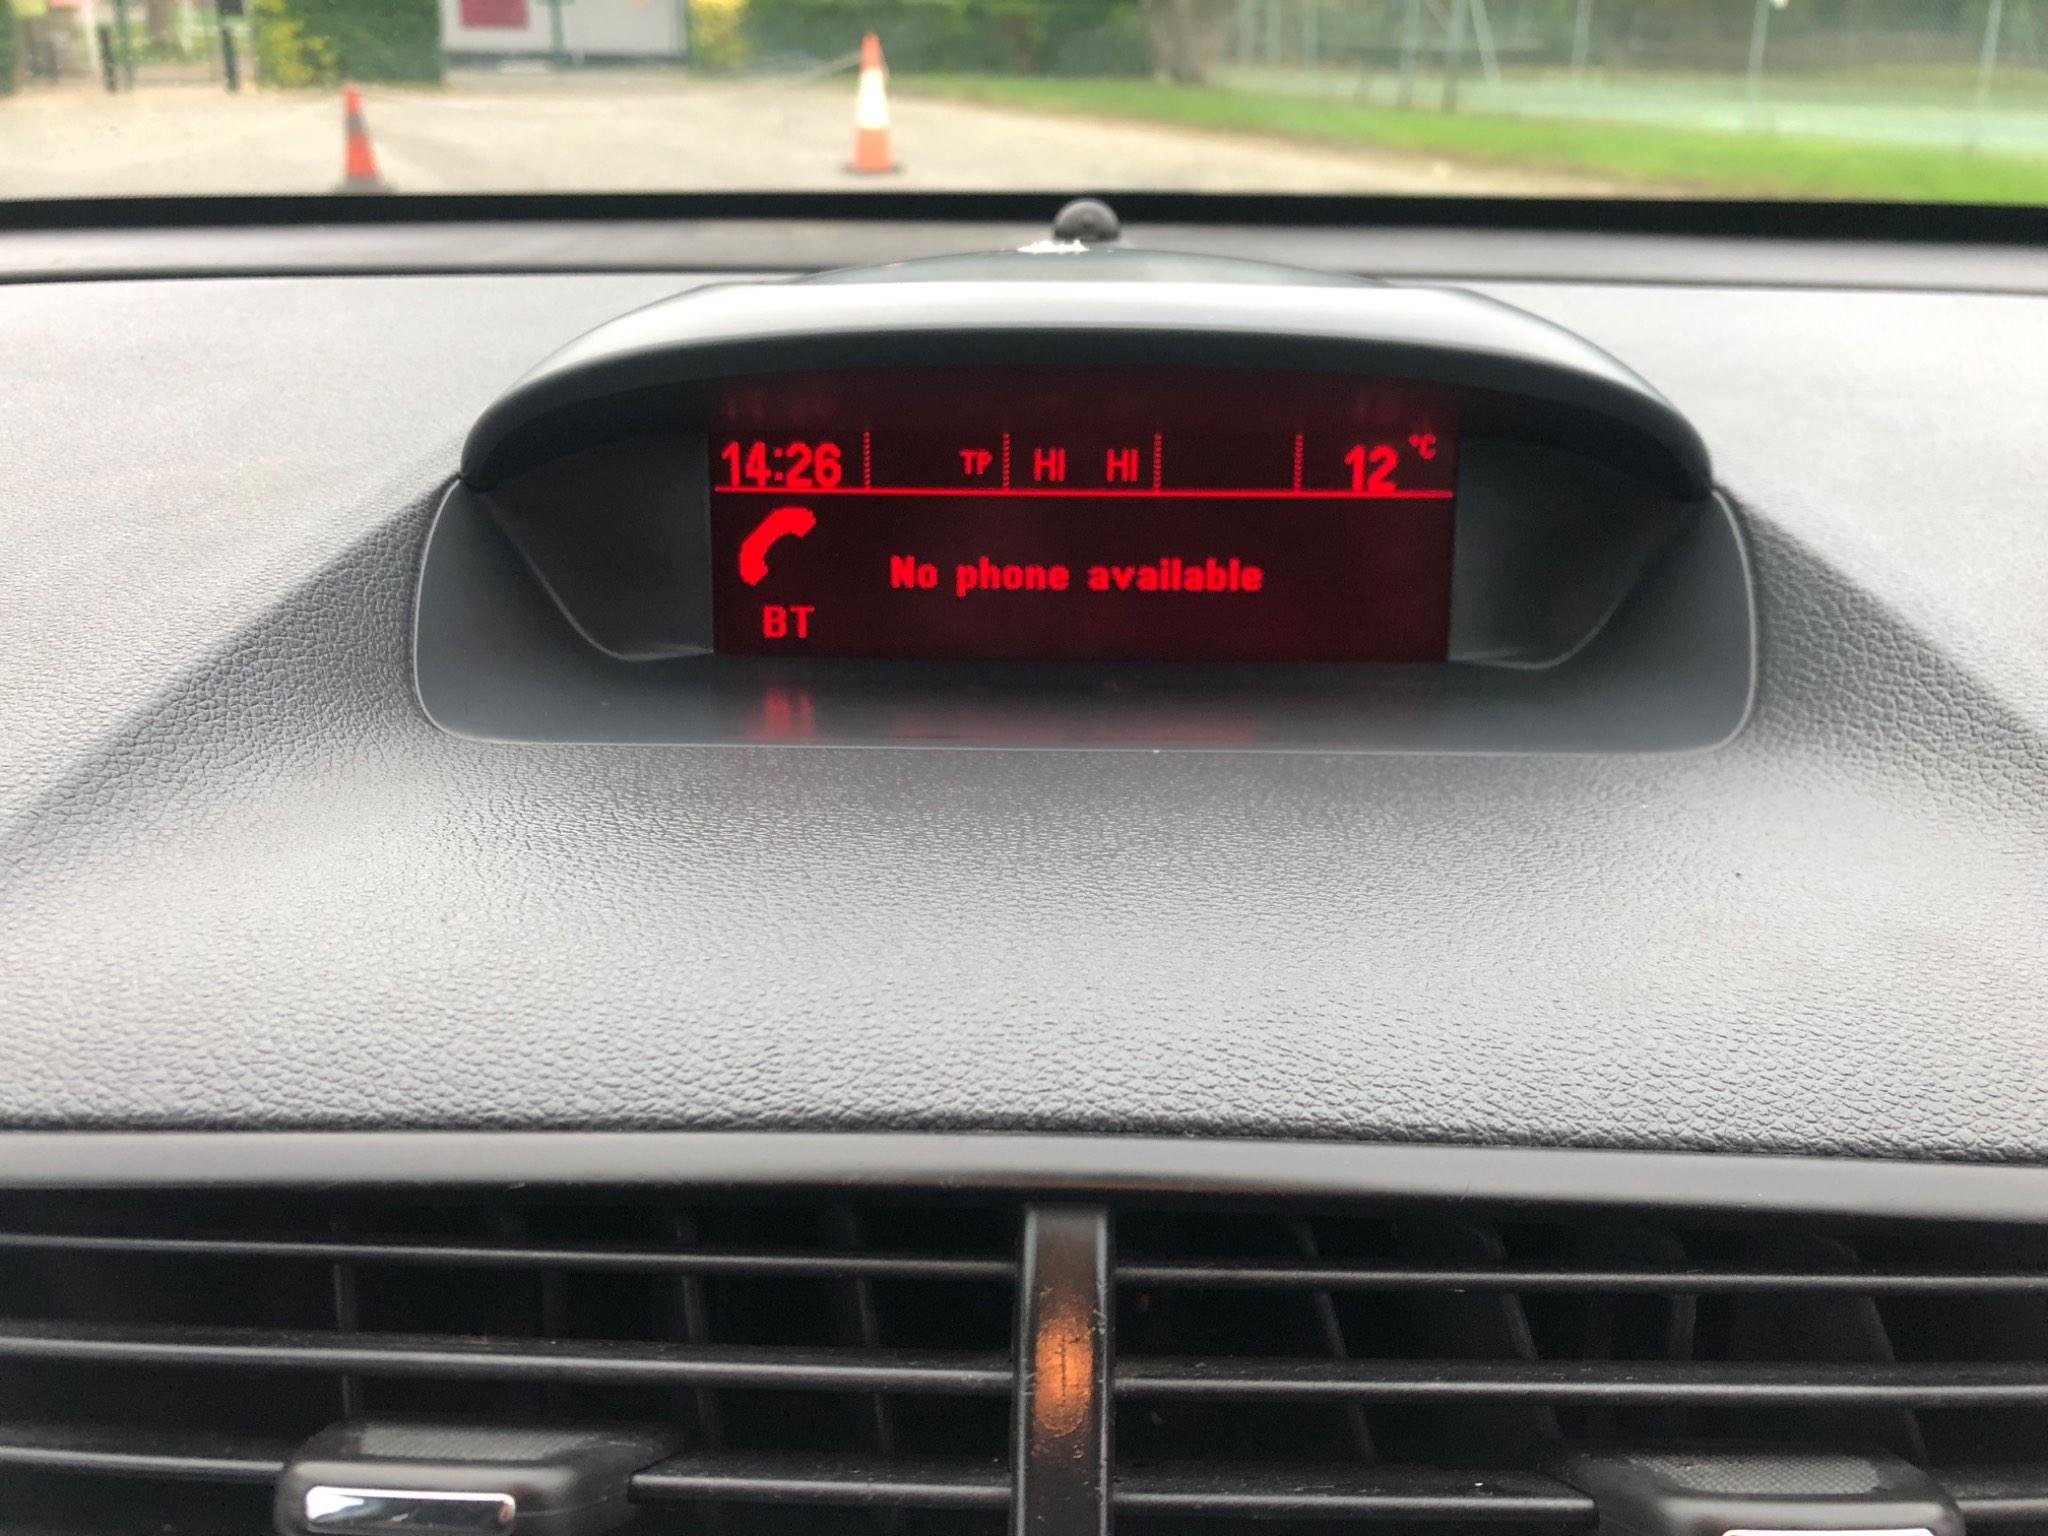 14:26 TP HI HI 12 °C
No phone available
BT